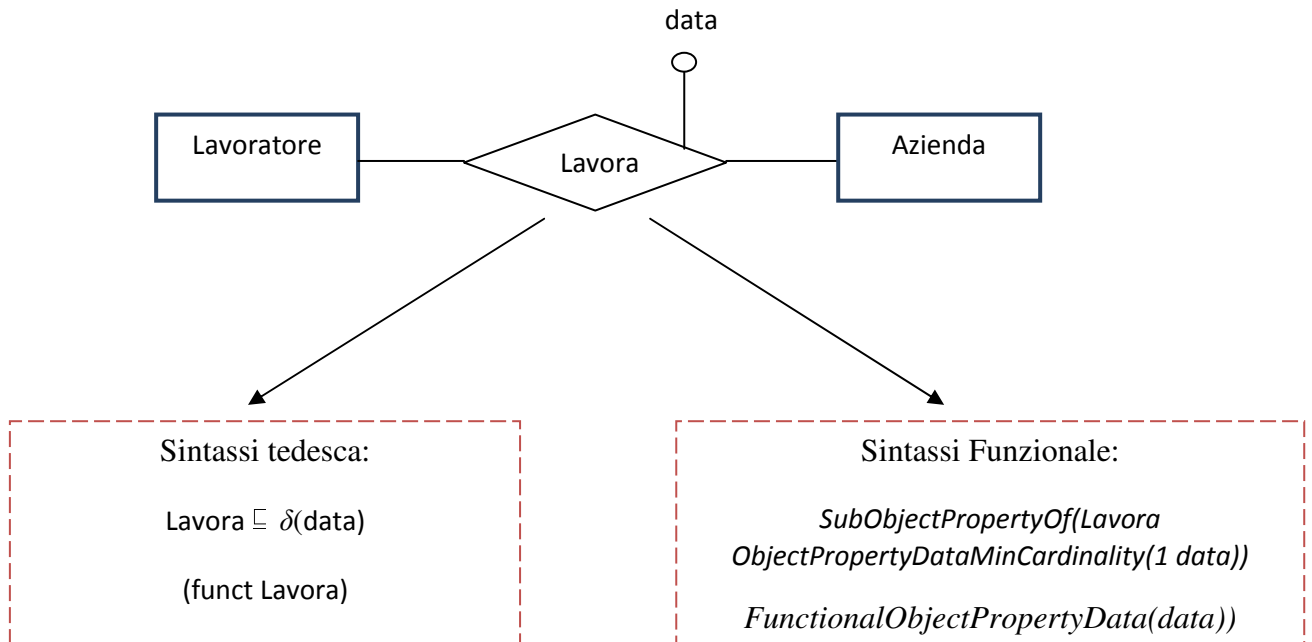 data
Lavoratore
Lavora
Azienda
Sintassi tedesca:
Lavora ⊑ δ(data)
(funct Lavora)
Sintassi Funzionale:
SubObjectPropertyOf(Lavora
ObjectPropertyDataMinCardinality(1 data))
FunctionalObjectPropertyData(data))